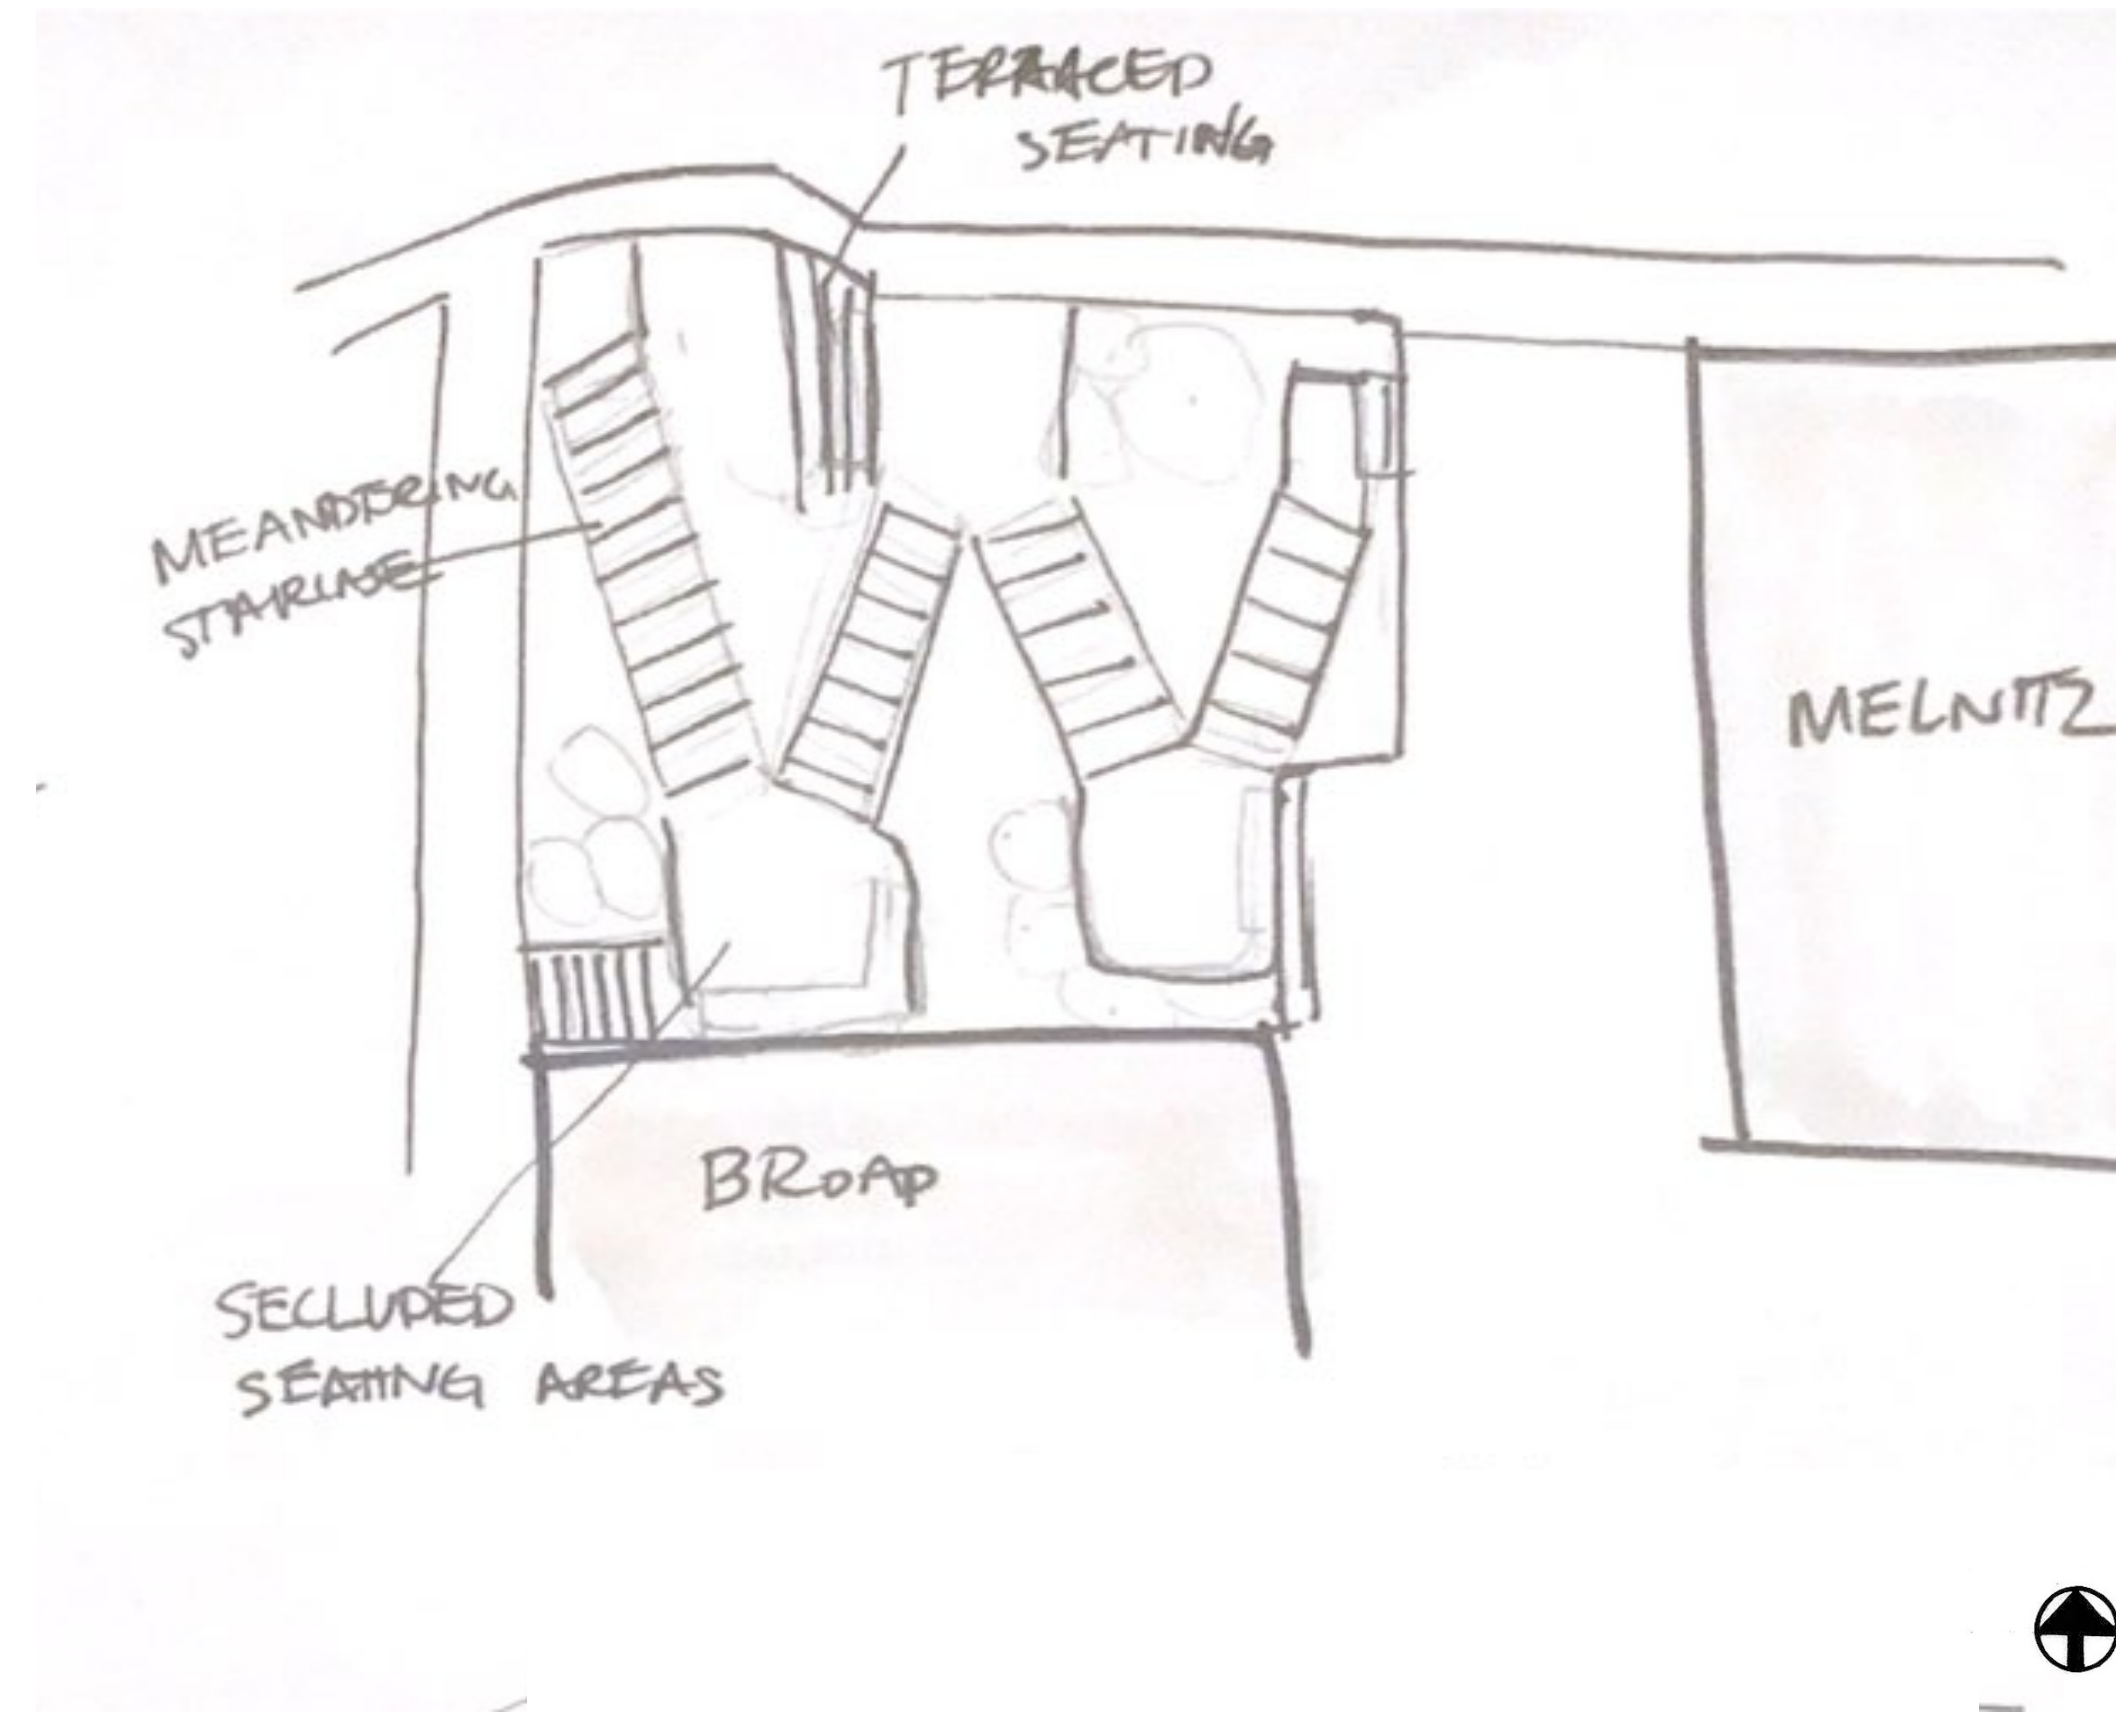 TERRACED
SEATING
MEANDERING
STAIRCASE
MELNITZ
BROAD
SECLUDED
SEATING AREAS